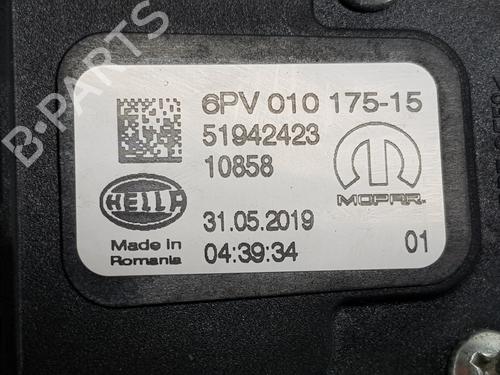 B-PARTS
6PV 010 175-15
51942423
10858
HELLA
MOPAR
31.05.2019
Made in
Romania
04:39:34
01